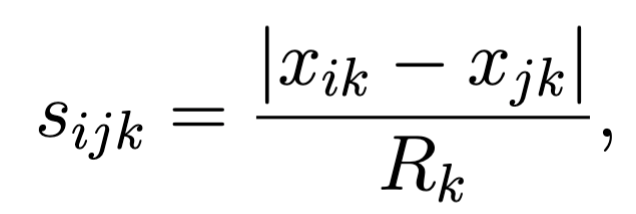 s_{ijk} = \frac{|x_{ik} - x_{jk}|}{R_k},